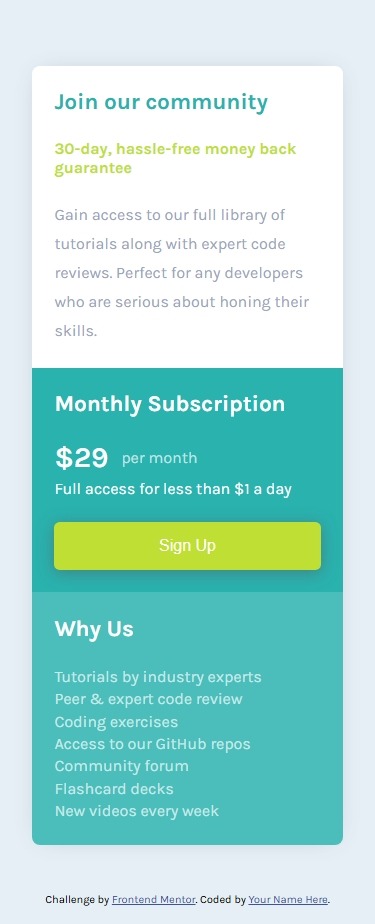 Join our community
30-day, hassle-free money back
guarantee
Gain access to our full library of
tutorials along with expert code
reviews. Perfect for any developers
who are serious about honing their
skills.
Monthly Subscription
$29 per month
Full access for less than $1 a day
Sign Up
Why Us
Tutorials by industry experts
Peer & expert code review
Coding exercises
Access to our GitHub repos
Community forum
Flashcard decks
New videos every week
Challenge by Frontend Mentor. Coded by Your Name Here.